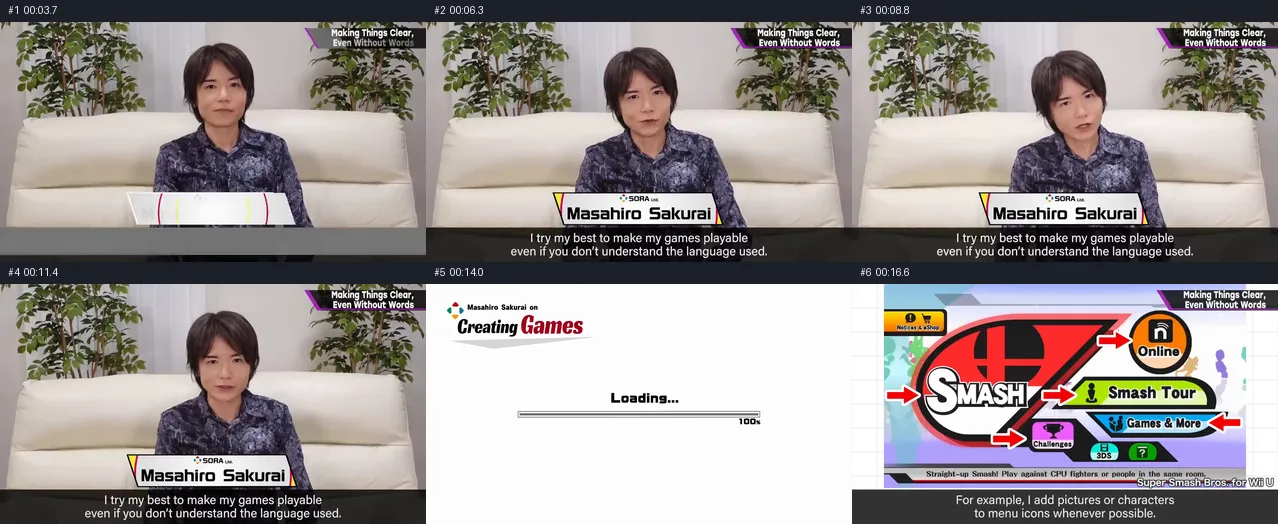 #1 00:03.7
Making Things Clear,
Even Without Words
#2 00:06.3
Making Things Clear,
Even Without Words
SORA LTD.
Masahiro Sakurai
I try my best to make my games playable
even if you don't understand the language used.
#3 00:08.8
Making Things Clear,
Even Without Words
SORA LTD.
Masahiro Sakurai
I try my best to make my games playable
even if you don't understand the language used.
#4 00:11.4
Making Things Clear,
Even Without Words
SORA LTD.
Masahiro Sakurai
I try my best to make my games playable
even if you don't understand the language used.
#5 00:14.0
Masahiro Sakurai on
Creating Games
Loading...
100%
#6 00:16.6
Making Things Clear,
Even Without Words
Notices & eShop
Online
SMASH
Smash Tour
Games & More
Challenges
3DS
?
Straight-up Smash! Play against CPU fighters or people in the same room.
Super Smash Bros. for Wii U
For example, I add pictures or characters
to menu icons whenever possible.